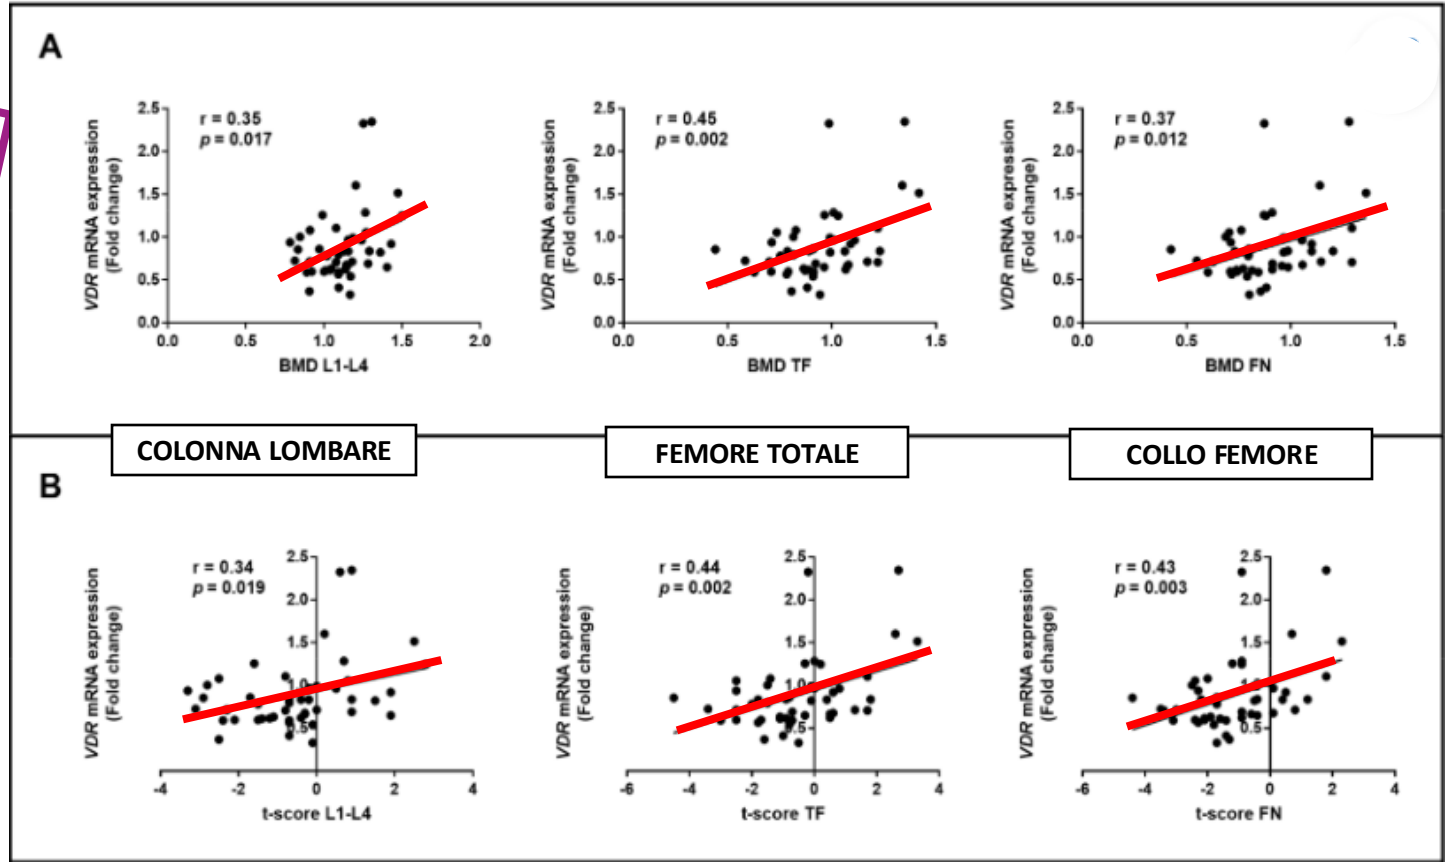 A
VDR mRNA expression
(Fold change)
2.5
2.0
1.5
1.0
0.5
0.0
r = 0.35
p = 0.017
0.0 0.5 1.0 1.5 2.0
BMD L1-L4
VDR mRNA expression
(Fold change)
2.5
2.0
1.5
1.0
0.5
0.0
r = 0.45
p = 0.002
0.0 0.5 1.0 1.5
BMD TF
VDR mRNA expression
(Fold change)
2.5
2.0
1.5
1.0
0.5
0.0
r = 0.37
p = 0.012
0.0 0.5 1.0 1.5
BMD FN
COLONNA LOMBARE
FEMORE TOTALE
COLLO FEMORE
B
VDR mRNA expression
(Fold change)
r = 0.34
p = 0.019
2.5
2.0
1.5
1.0
0.5
-4 -2 0 2 4
t-score L1-L4
VDR mRNA expression
(Fold change)
r = 0.44
p = 0.002
2.5
2.0
1.5
1.0
0.5
-6 -4 -2 0 2 4
t-score TF
VDR mRNA expression
(Fold change)
r = 0.43
p = 0.003
2.5
2.0
1.5
1.0
0.5
-6 -4 -2 0 2 4
t-score FN